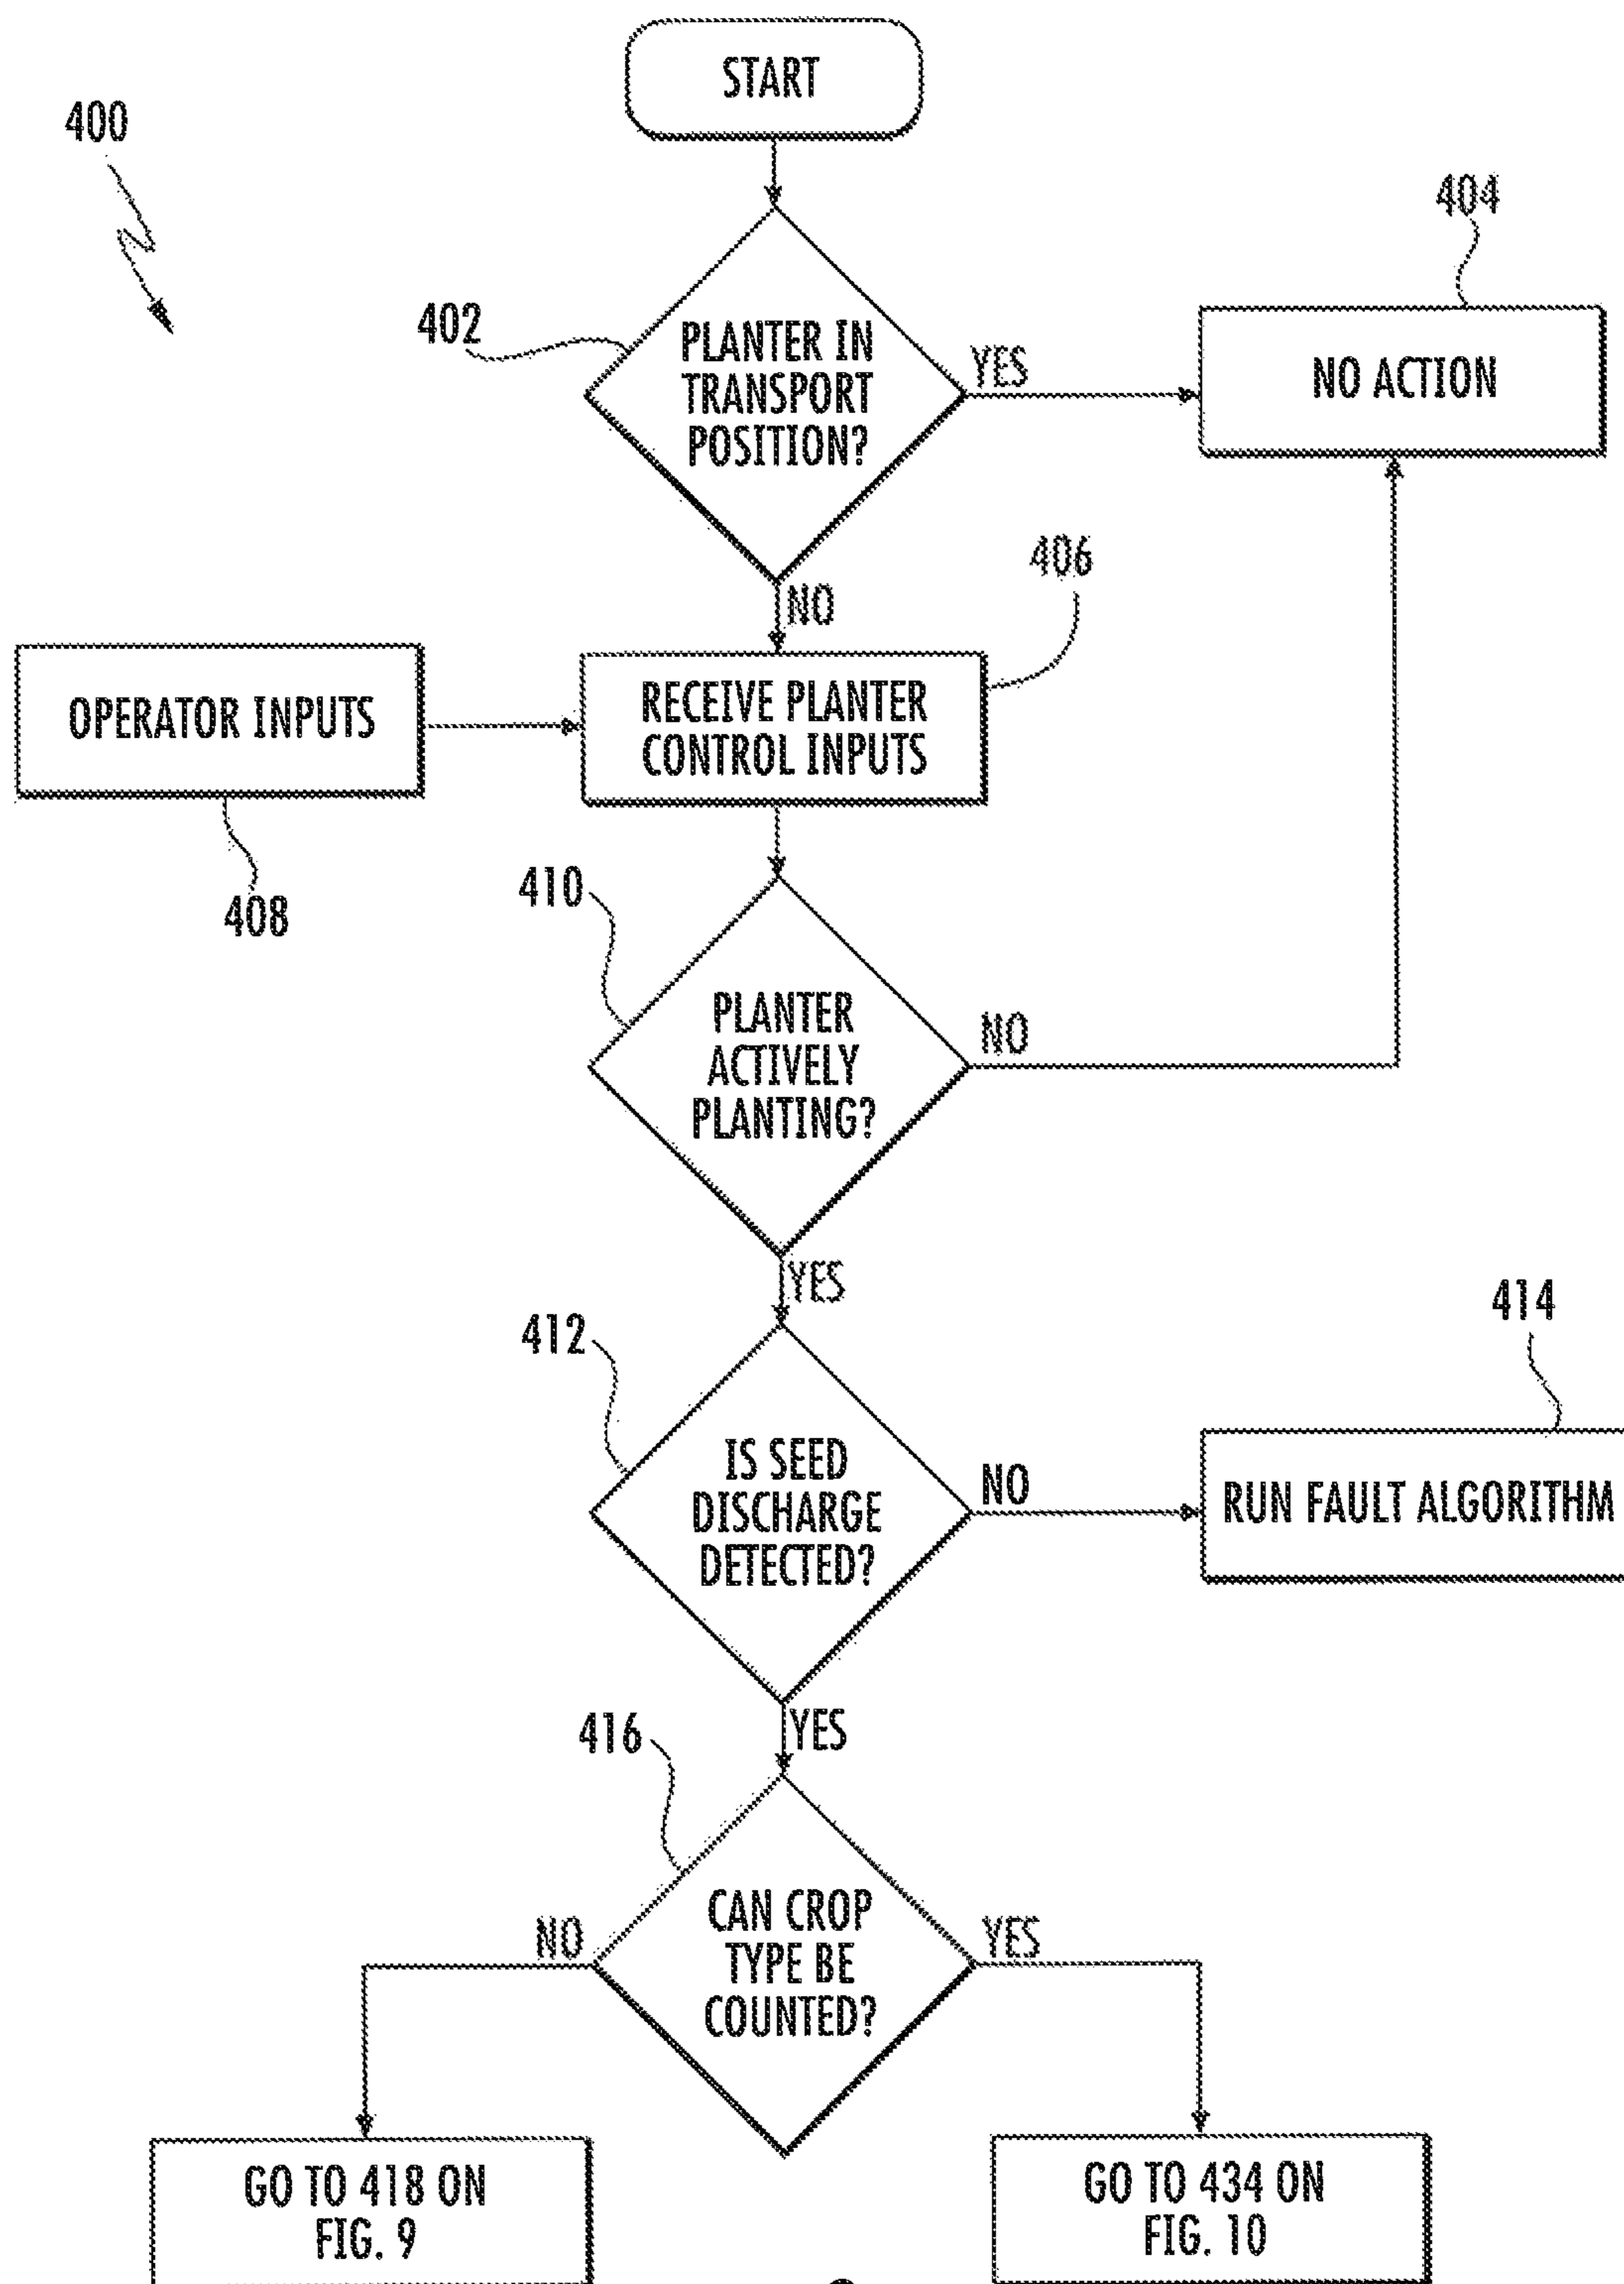 START
400
404
402
PLANTER IN
TRANSPORT
POSITION?
YES
NO ACTION
406
NO
OPERATOR INPUTS
RECEIVE PLANTER
CONTROL INPUTS
408
410
PLANTER
ACTIVELY
PLANTING?
NO
YES
414
412
IS SEED
DISCHARGE
DETECTED?
NO
RUN FAULT ALGORITHM
YES
416
CAN CROP
TYPE BE
COUNTED?
NO
YES
GO TO 418 ON
FIG. 9
GO TO 434 ON
FIG. 10